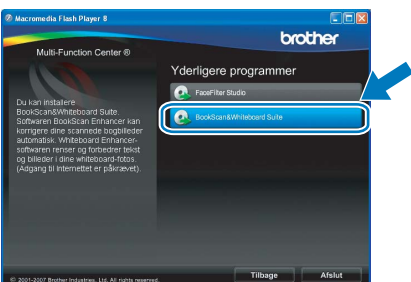 Macromedia Flash Player 8
brother
Multi-Function Center ®
Yderligere programmer
FaceFilter Studio
BookScan&Whiteboard Suite
Du kan installere
BookScan&Whiteboard Suite.
Softwaren BookScan Enhancer kan
korrigere dine scannede bogbilleder
automatisk. Whiteboard Enhancer-
softwaren renser og forbedrer tekst
og billeder i dine whiteboard-fotos.
(Adgang til internettet er påkrævet).
© 2001-2007 Brother Industries, Ltd. All rights reserved.
Tilbage
Afslut